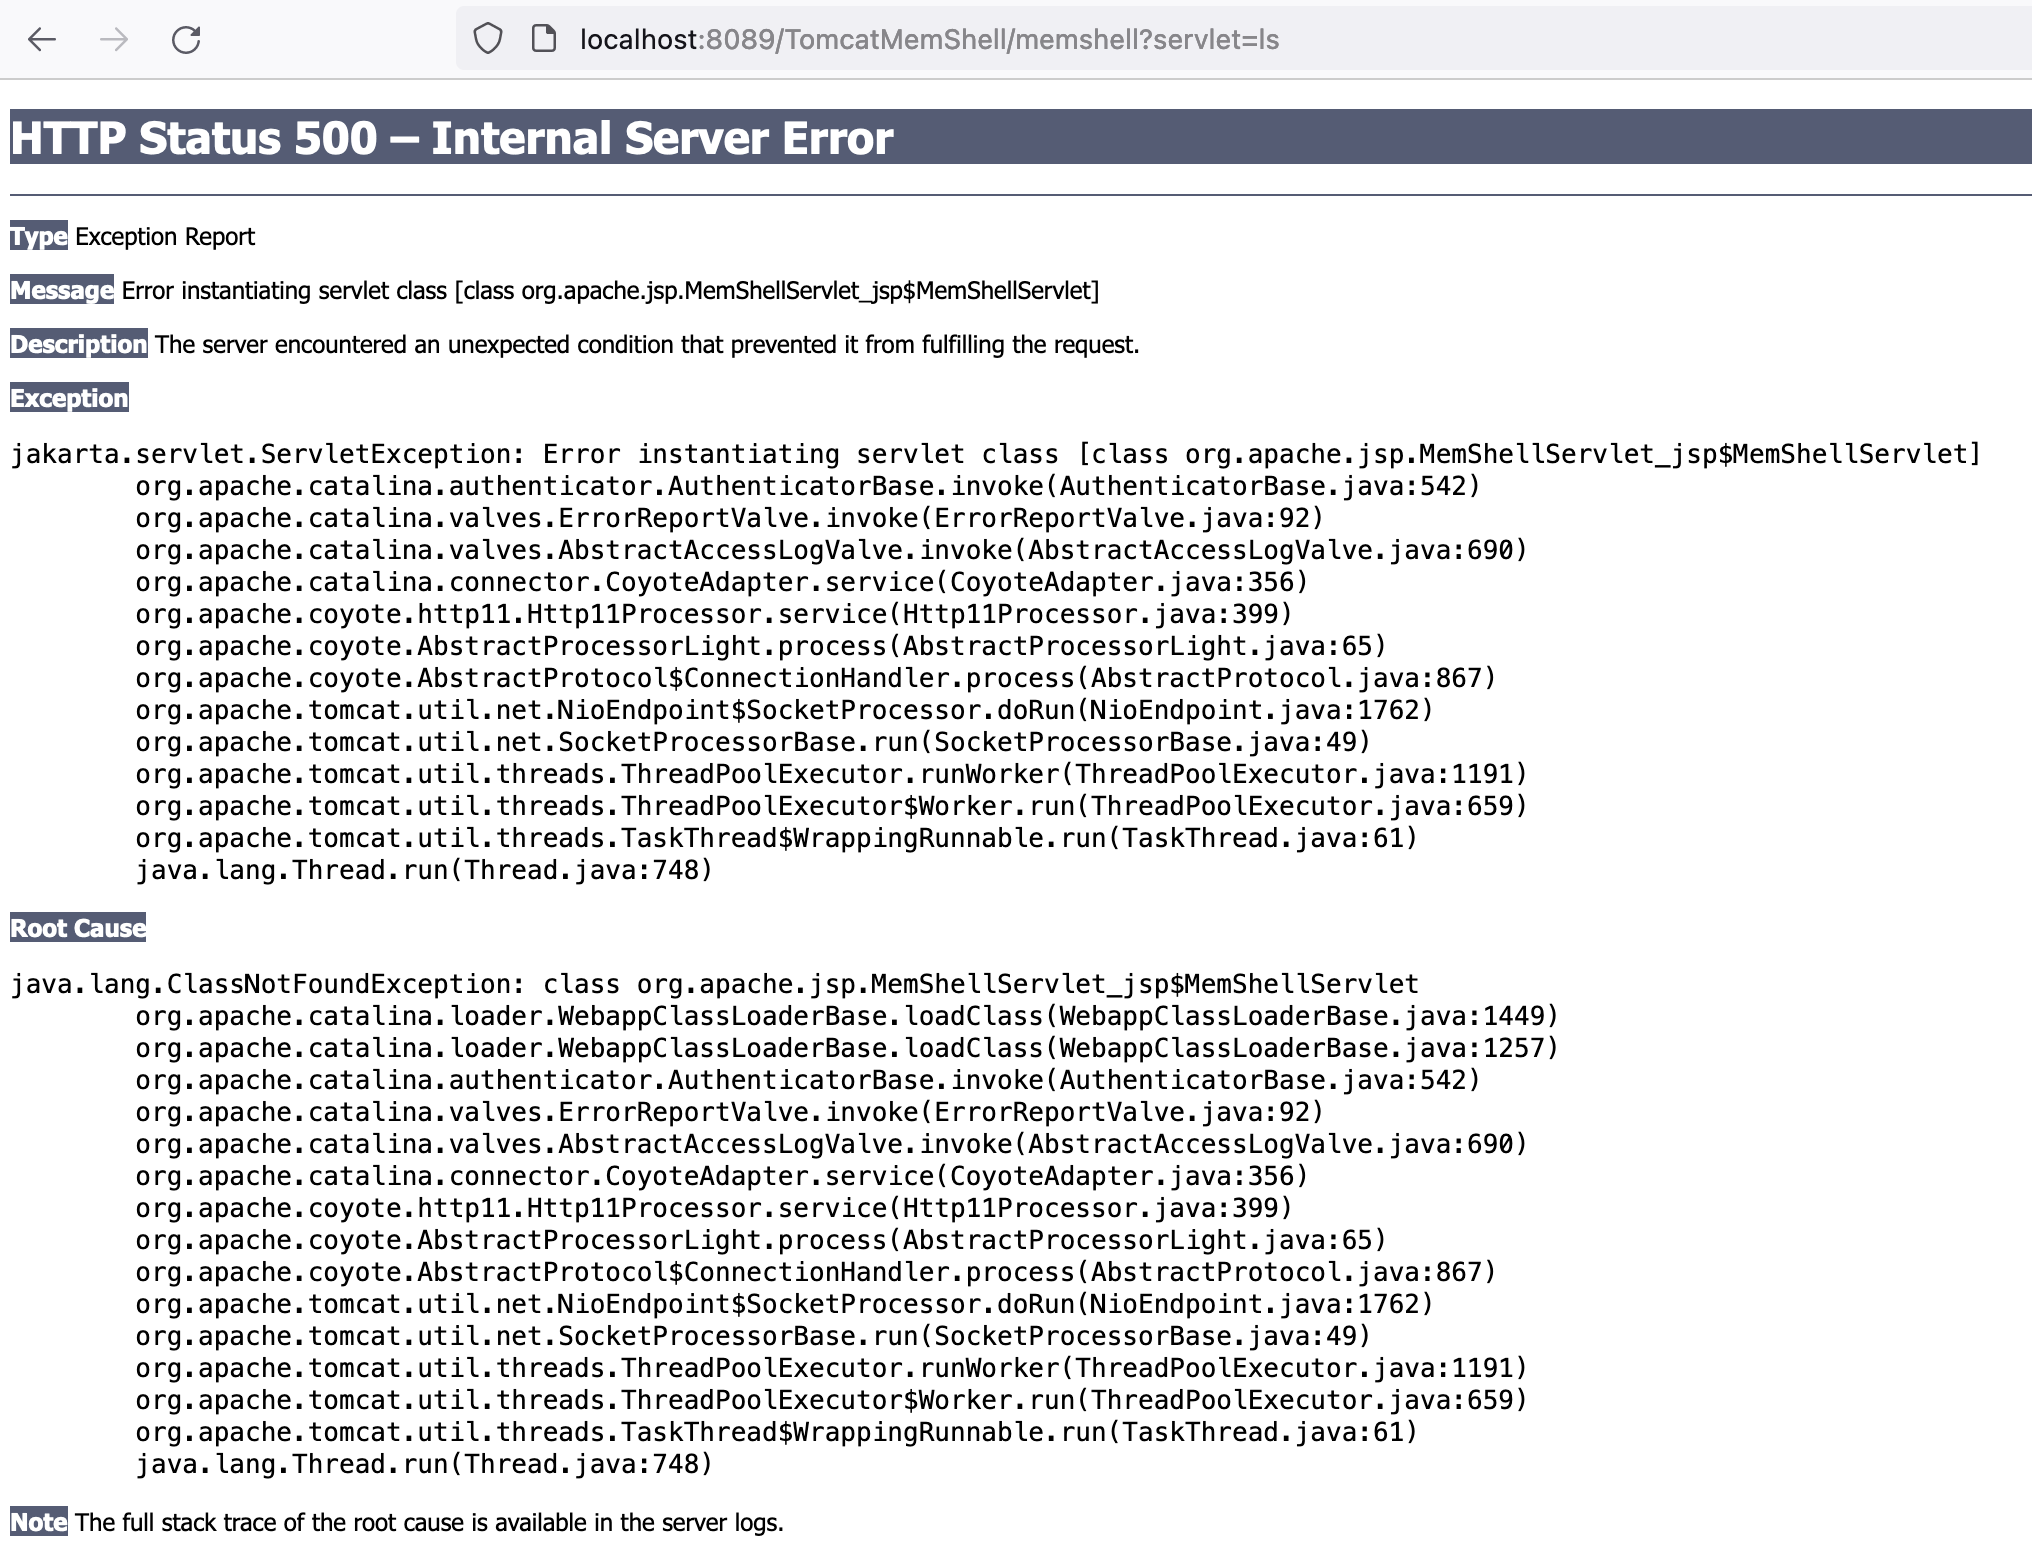 localhost:8089/TomcatMemShell/memshell?servlet=ls
HTTP Status 500 – Internal Server Error
Type Exception Report
Message Error instantiating servlet class [class org.apache.jsp.MemShellServlet_jsp$MemShellServlet]
Description The server encountered an unexpected condition that prevented it from fulfilling the request.
Exception
jakarta.servlet.ServletException: Error instantiating servlet class [class org.apache.jsp.MemShellServlet_jsp$MemShellServlet]
org.apache.catalina.authenticator.AuthenticatorBase.invoke(AuthenticatorBase.java:542)
org.apache.catalina.valves.ErrorReportValve.invoke(ErrorReportValve.java:92)
org.apache.catalina.valves.AbstractAccessLogValve.invoke(AbstractAccessLogValve.java:690)
org.apache.catalina.connector.CoyoteAdapter.service(CoyoteAdapter.java:356)
org.apache.coyote.http11.Http11Processor.service(Http11Processor.java:399)
org.apache.coyote.AbstractProcessorLight.process(AbstractProcessorLight.java:65)
org.apache.coyote.AbstractProtocol$ConnectionHandler.process(AbstractProtocol.java:867)
org.apache.tomcat.util.net.NioEndpoint$SocketProcessor.doRun(NioEndpoint.java:1762)
org.apache.tomcat.util.net.SocketProcessorBase.run(SocketProcessorBase.java:49)
org.apache.tomcat.util.threads.ThreadPoolExecutor.runWorker(ThreadPoolExecutor.java:1191)
org.apache.tomcat.util.threads.ThreadPoolExecutor$Worker.run(ThreadPoolExecutor.java:659)
org.apache.tomcat.util.threads.TaskThread$WrappingRunnable.run(TaskThread.java:61)
java.lang.Thread.run(Thread.java:748)
Root Cause
java.lang.ClassNotFoundException: class org.apache.jsp.MemShellServlet_jsp$MemShellServlet
org.apache.catalina.loader.WebappClassLoaderBase.loadClass(WebappClassLoaderBase.java:1449)
org.apache.catalina.loader.WebappClassLoaderBase.loadClass(WebappClassLoaderBase.java:1257)
org.apache.catalina.authenticator.AuthenticatorBase.invoke(AuthenticatorBase.java:542)
org.apache.catalina.valves.ErrorReportValve.invoke(ErrorReportValve.java:92)
org.apache.catalina.valves.AbstractAccessLogValve.invoke(AbstractAccessLogValve.java:690)
org.apache.catalina.connector.CoyoteAdapter.service(CoyoteAdapter.java:356)
org.apache.coyote.http11.Http11Processor.service(Http11Processor.java:399)
org.apache.coyote.AbstractProcessorLight.process(AbstractProcessorLight.java:65)
org.apache.coyote.AbstractProtocol$ConnectionHandler.process(AbstractProtocol.java:867)
org.apache.tomcat.util.net.NioEndpoint$SocketProcessor.doRun(NioEndpoint.java:1762)
org.apache.tomcat.util.net.SocketProcessorBase.run(SocketProcessorBase.java:49)
org.apache.tomcat.util.threads.ThreadPoolExecutor.runWorker(ThreadPoolExecutor.java:1191)
org.apache.tomcat.util.threads.ThreadPoolExecutor$Worker.run(ThreadPoolExecutor.java:659)
org.apache.tomcat.util.threads.TaskThread$WrappingRunnable.run(TaskThread.java:61)
java.lang.Thread.run(Thread.java:748)
Note The full stack trace of the root cause is available in the server logs.